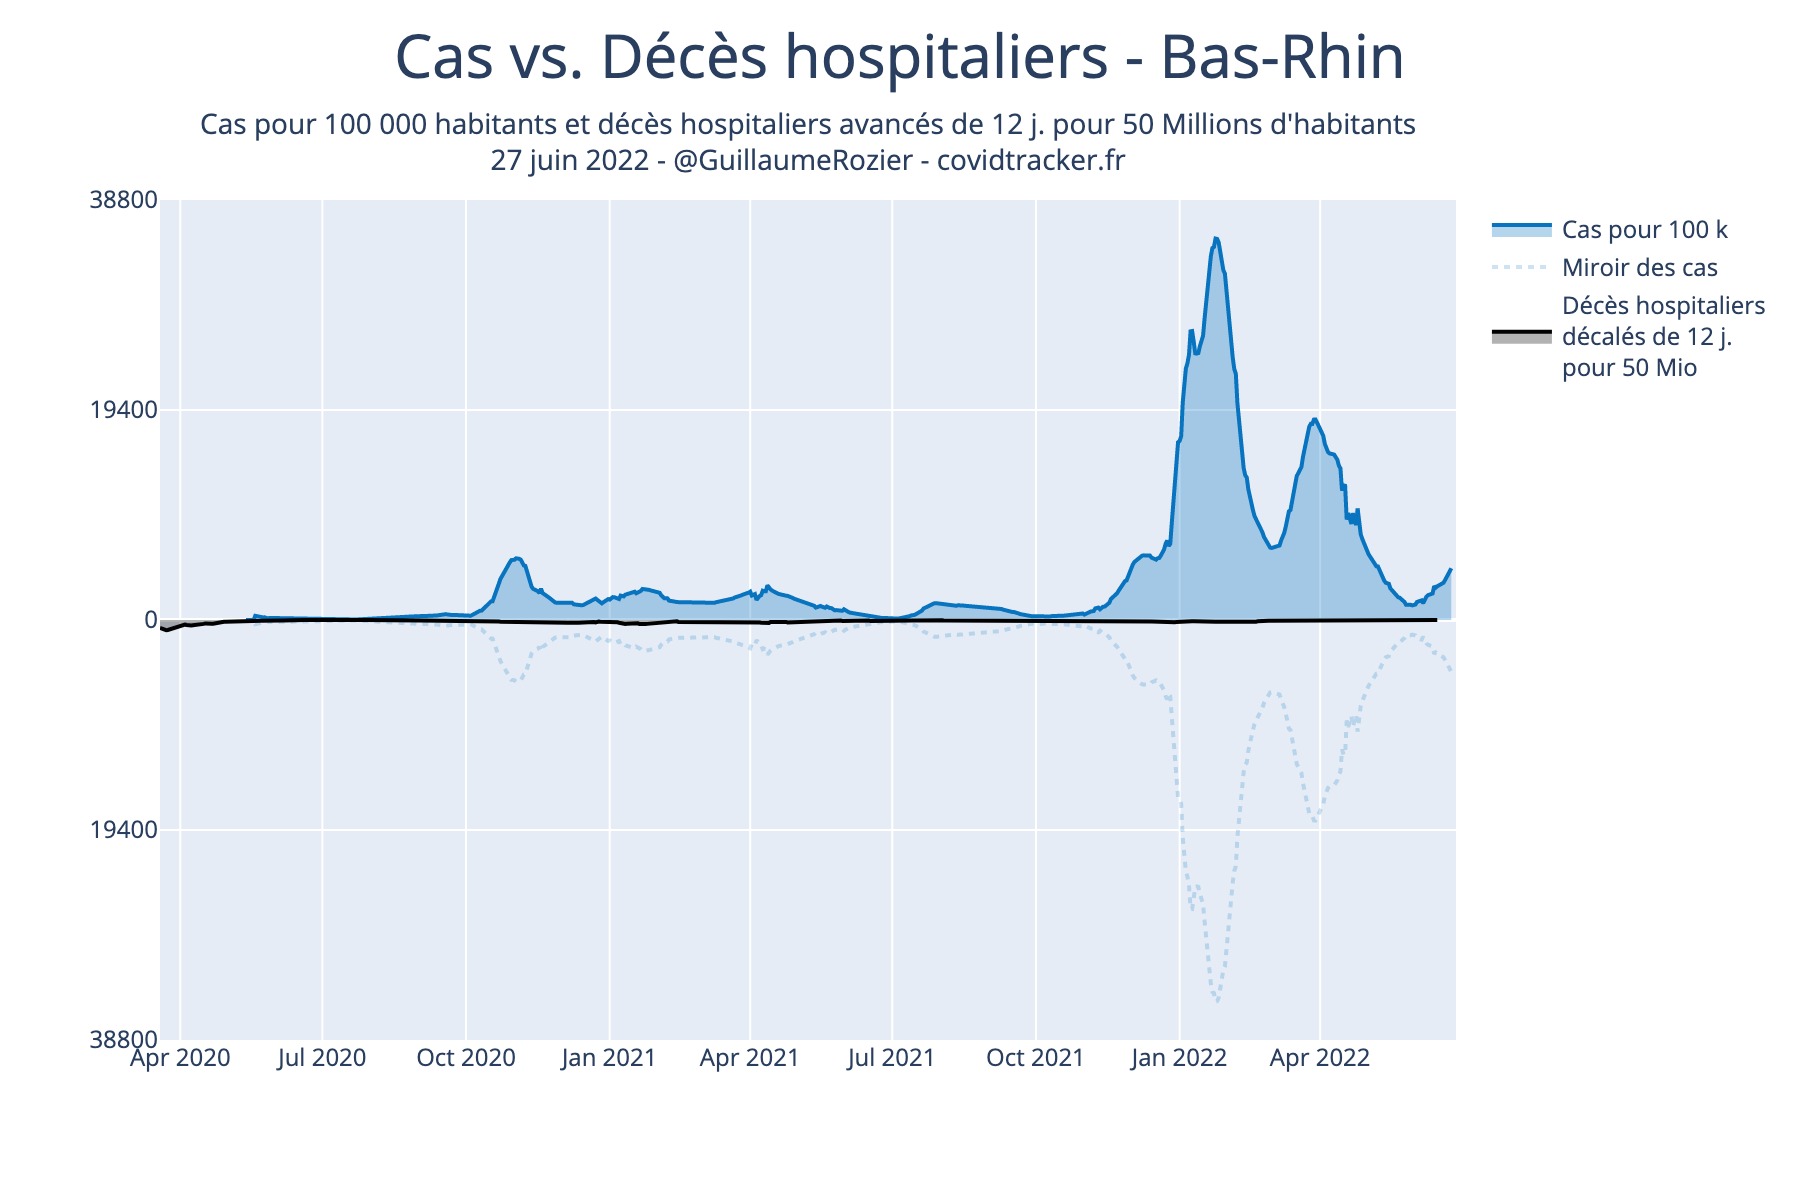 Cas vs. Décès hospitaliers - Bas-Rhin
Cas pour 100 000 habitants et décès hospitaliers avancés de 12 j. pour 50 Millions d'habitants
27 juin 2022 - @GuillaumeRozier - covidtracker.fr
38800
19400
0
19400
38800
Apr 2020
Jul 2020
Oct 2020
Jan 2021
Apr 2021
Jul 2021
Oct 2021
Jan 2022
Apr 2022
Cas pour 100 k
Miroir des cas
Décès hospitaliers
décalés de 12 j.
pour 50 Mio